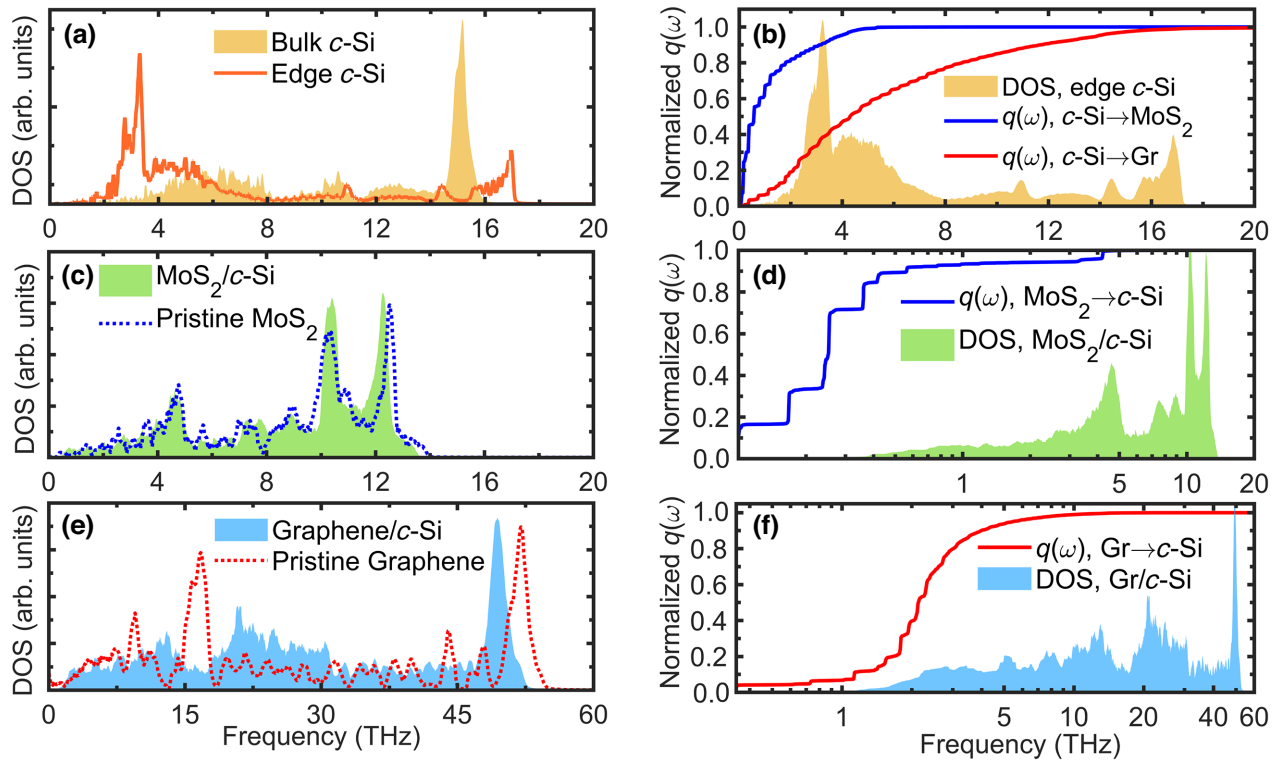 (a)
Bulk c-Si
Edge c-Si
DOS (arb. units)
0 4 8 12 16 20
(b)
1.0
0.8
0.6
0.4
0.2
0.0
Normalized q(ω)
DOS, edge c-Si
q(ω), c-Si→MoS2
q(ω), c-Si→Gr
0 4 8 12 16 20
(c)
MoS2/c-Si
Pristine MoS2
DOS (arb. units)
0 4 8 12 16 20
(d)
1.0
0.8
0.6
0.4
0.2
0.0
Normalized q(ω)
q(ω), MoS2→c-Si
DOS, MoS2/c-Si
1 5 10 20
(e)
Graphene/c-Si
Pristine Graphene
DOS (arb. units)
0 15 30 45 60
Frequency (THz)
(f)
1.0
0.8
0.6
0.4
0.2
0.0
Normalized q(ω)
q(ω), Gr→c-Si
DOS, Gr/c-Si
1 5 10 20 40 60
Frequency (THz)